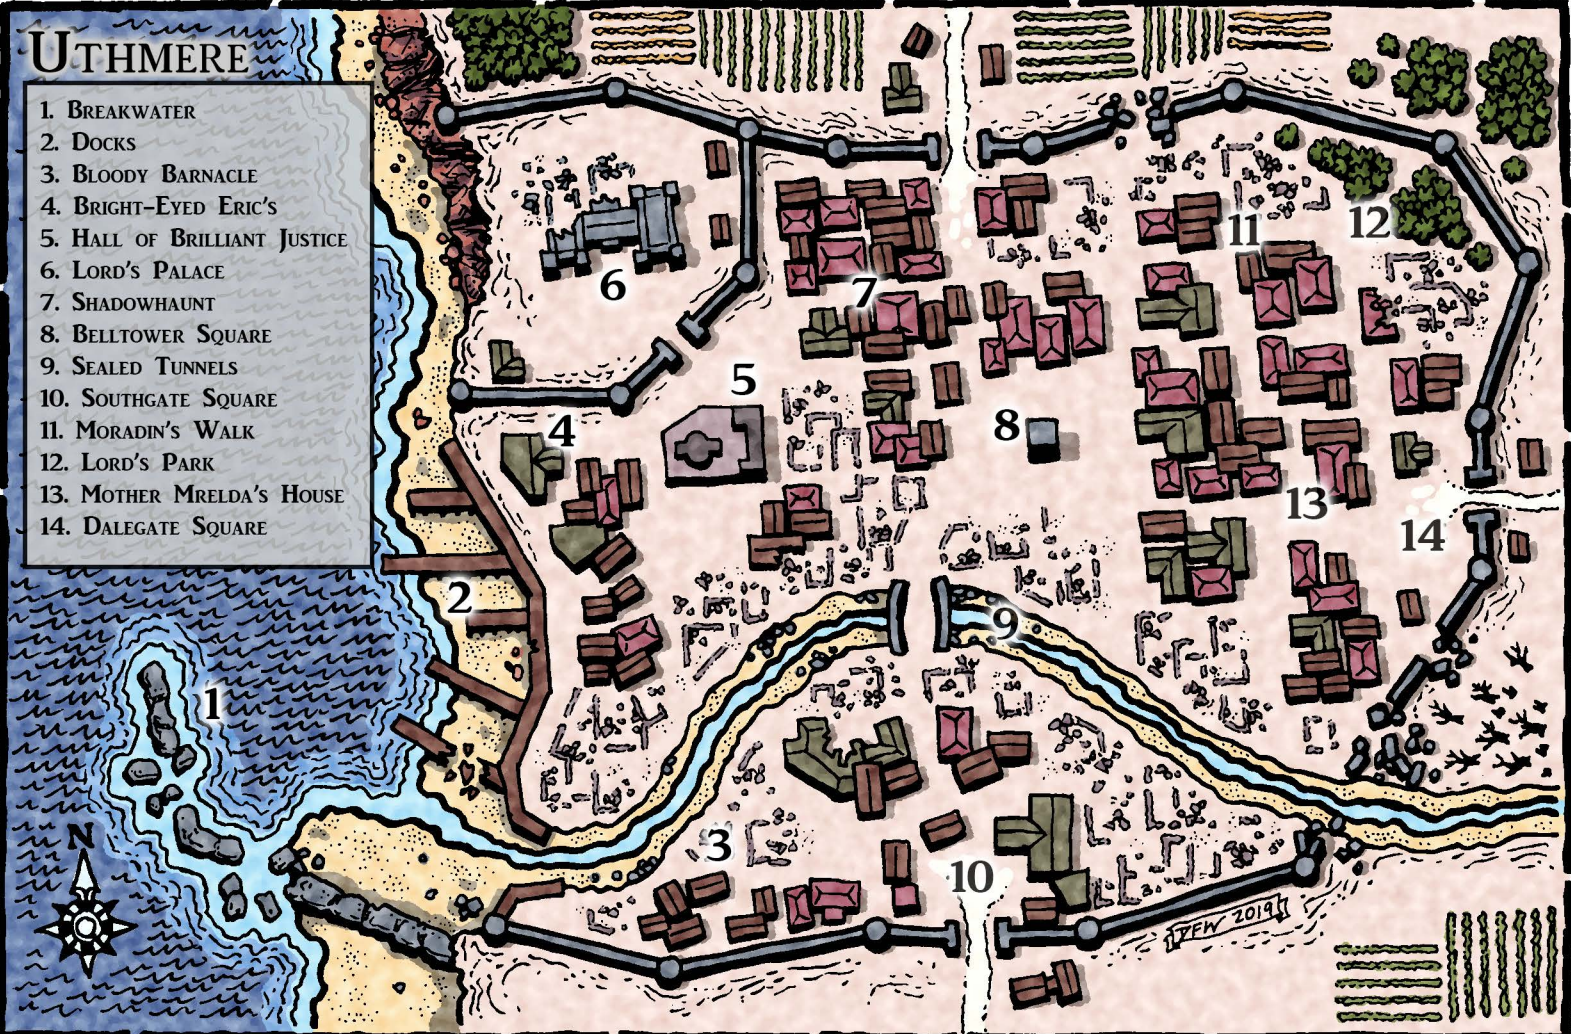 UTHMERE
1. BREAKWATER
2. DOCKS
3. BLOODY BARNACLE
4. BRIGHT-EYED ERIC'S
5. HALL OF BRILLIANT JUSTICE
6. LORD'S PALACE
7. SHADOWHAUNT
8. BELLTOWER SQUARE
9. SEALED TUNNELS
10. SOUTHGATE SQUARE
11. MORADIN'S WALK
12. LORD'S PARK
13. MOTHER MRELDA'S HOUSE
14. DALEGATE SQUARE
11
12
6
7
5
8
4
13
14
2
9
1
3
10
N
DFW 2019